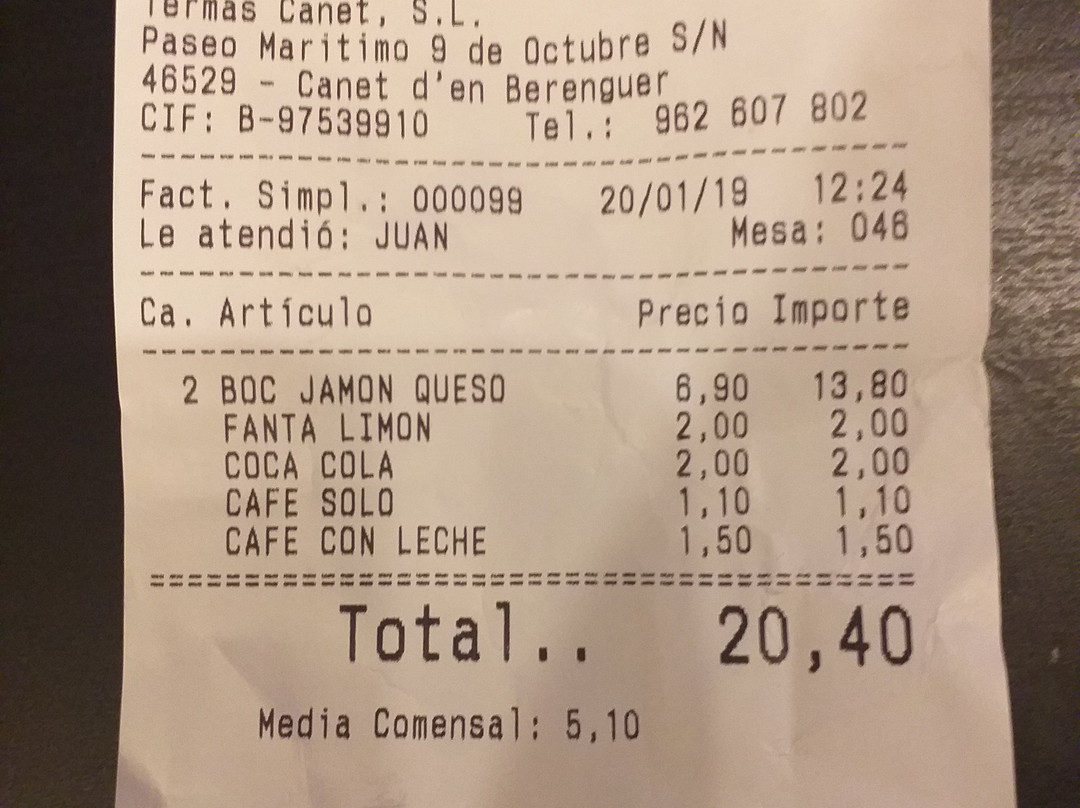 Termas Canet, S.L.
Paseo Maritimo 9 de Octubre S/N
46529 - Canet d'en Berenguer
CIF: B-97539910 Tel.: 962 607 802
Fact. Simpl.: 000099 20/01/19 12:24
Le atendió: JUAN Mesa: 046
Ca. Artículo Precio Importe
2 BOC JAMON QUESO 6,90 13,80
FANTA LIMON 2,00 2,00
COCA COLA 2,00 2,00
CAFE SOLO 1,10 1,10
CAFE CON LECHE 1,50 1,50
Total.. 20,40
Media Comensal: 5,10